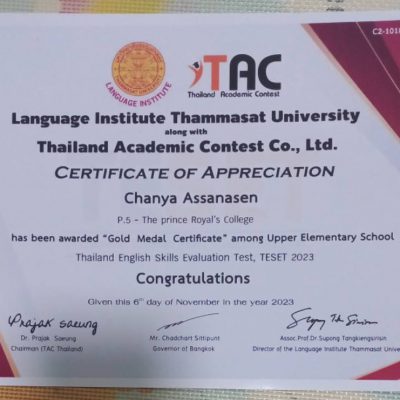 C2-1018
LANGUAGE INSTITUTE
TAC
Thailand Academic Contest
Language Institute Thammasat University
along with
Thailand Academic Contest Co., Ltd.
CERTIFICATE OF APPRECIATION
Chanya Assanasen
P.5 - The prince Royal's College
has been awarded "Gold Medal Certificate" among Upper Elementary School
Thailand English Skills Evaluation Test, TESET 2023
Congratulations
Given this 6th day of November in the year 2023
Prajak Saeung
Dr. Prajak Saeung
Chairman (TAC Thailand)
Mr. Chadchart Sittipunt
Governor of Bangkok
Assoc.Prof.Dr.Supong Tangkiengsirisin
Director of the Language Institute Thammasat Univer